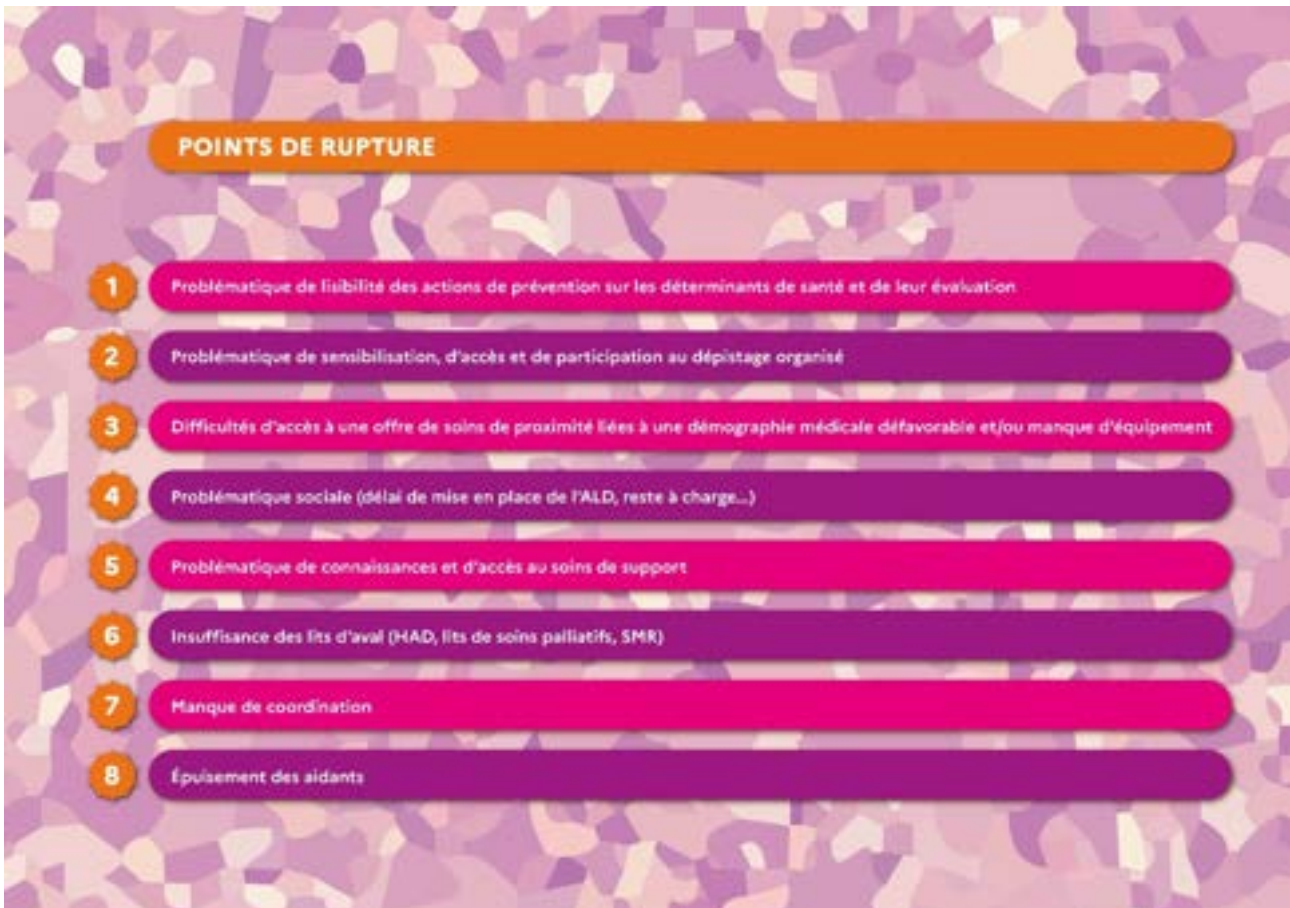 POINTS DE RUPTURE
1 Problématique de lisibilité des actions de prévention sur les déterminants de santé et de leur évaluation
2 Problématique de sensibilisation, d'accès et de participation au dépistage organisé
3 Difficultés d'accès à une offre de soins de proximité liées à une démographie médicale défavorable et/ou manque d'équipement
4 Problématique sociale (délai de mise en place de l'ALD, reste à charge...)
5 Problématique de connaissances et d'accès au soins de support
6 Insuffisance des lits d'aval (HAD, lits de soins palliatifs, SMR)
7 Manque de coordination
8 Épuisement des aidants